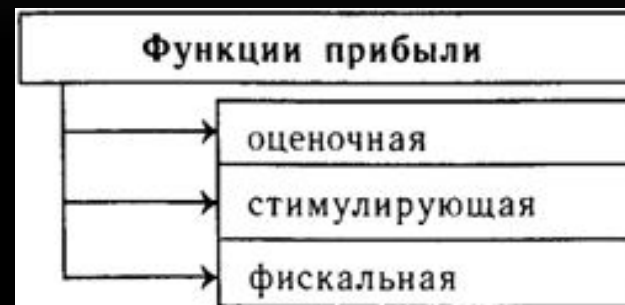 Функции прибыли
оценочная
стимулирующая
фискальная